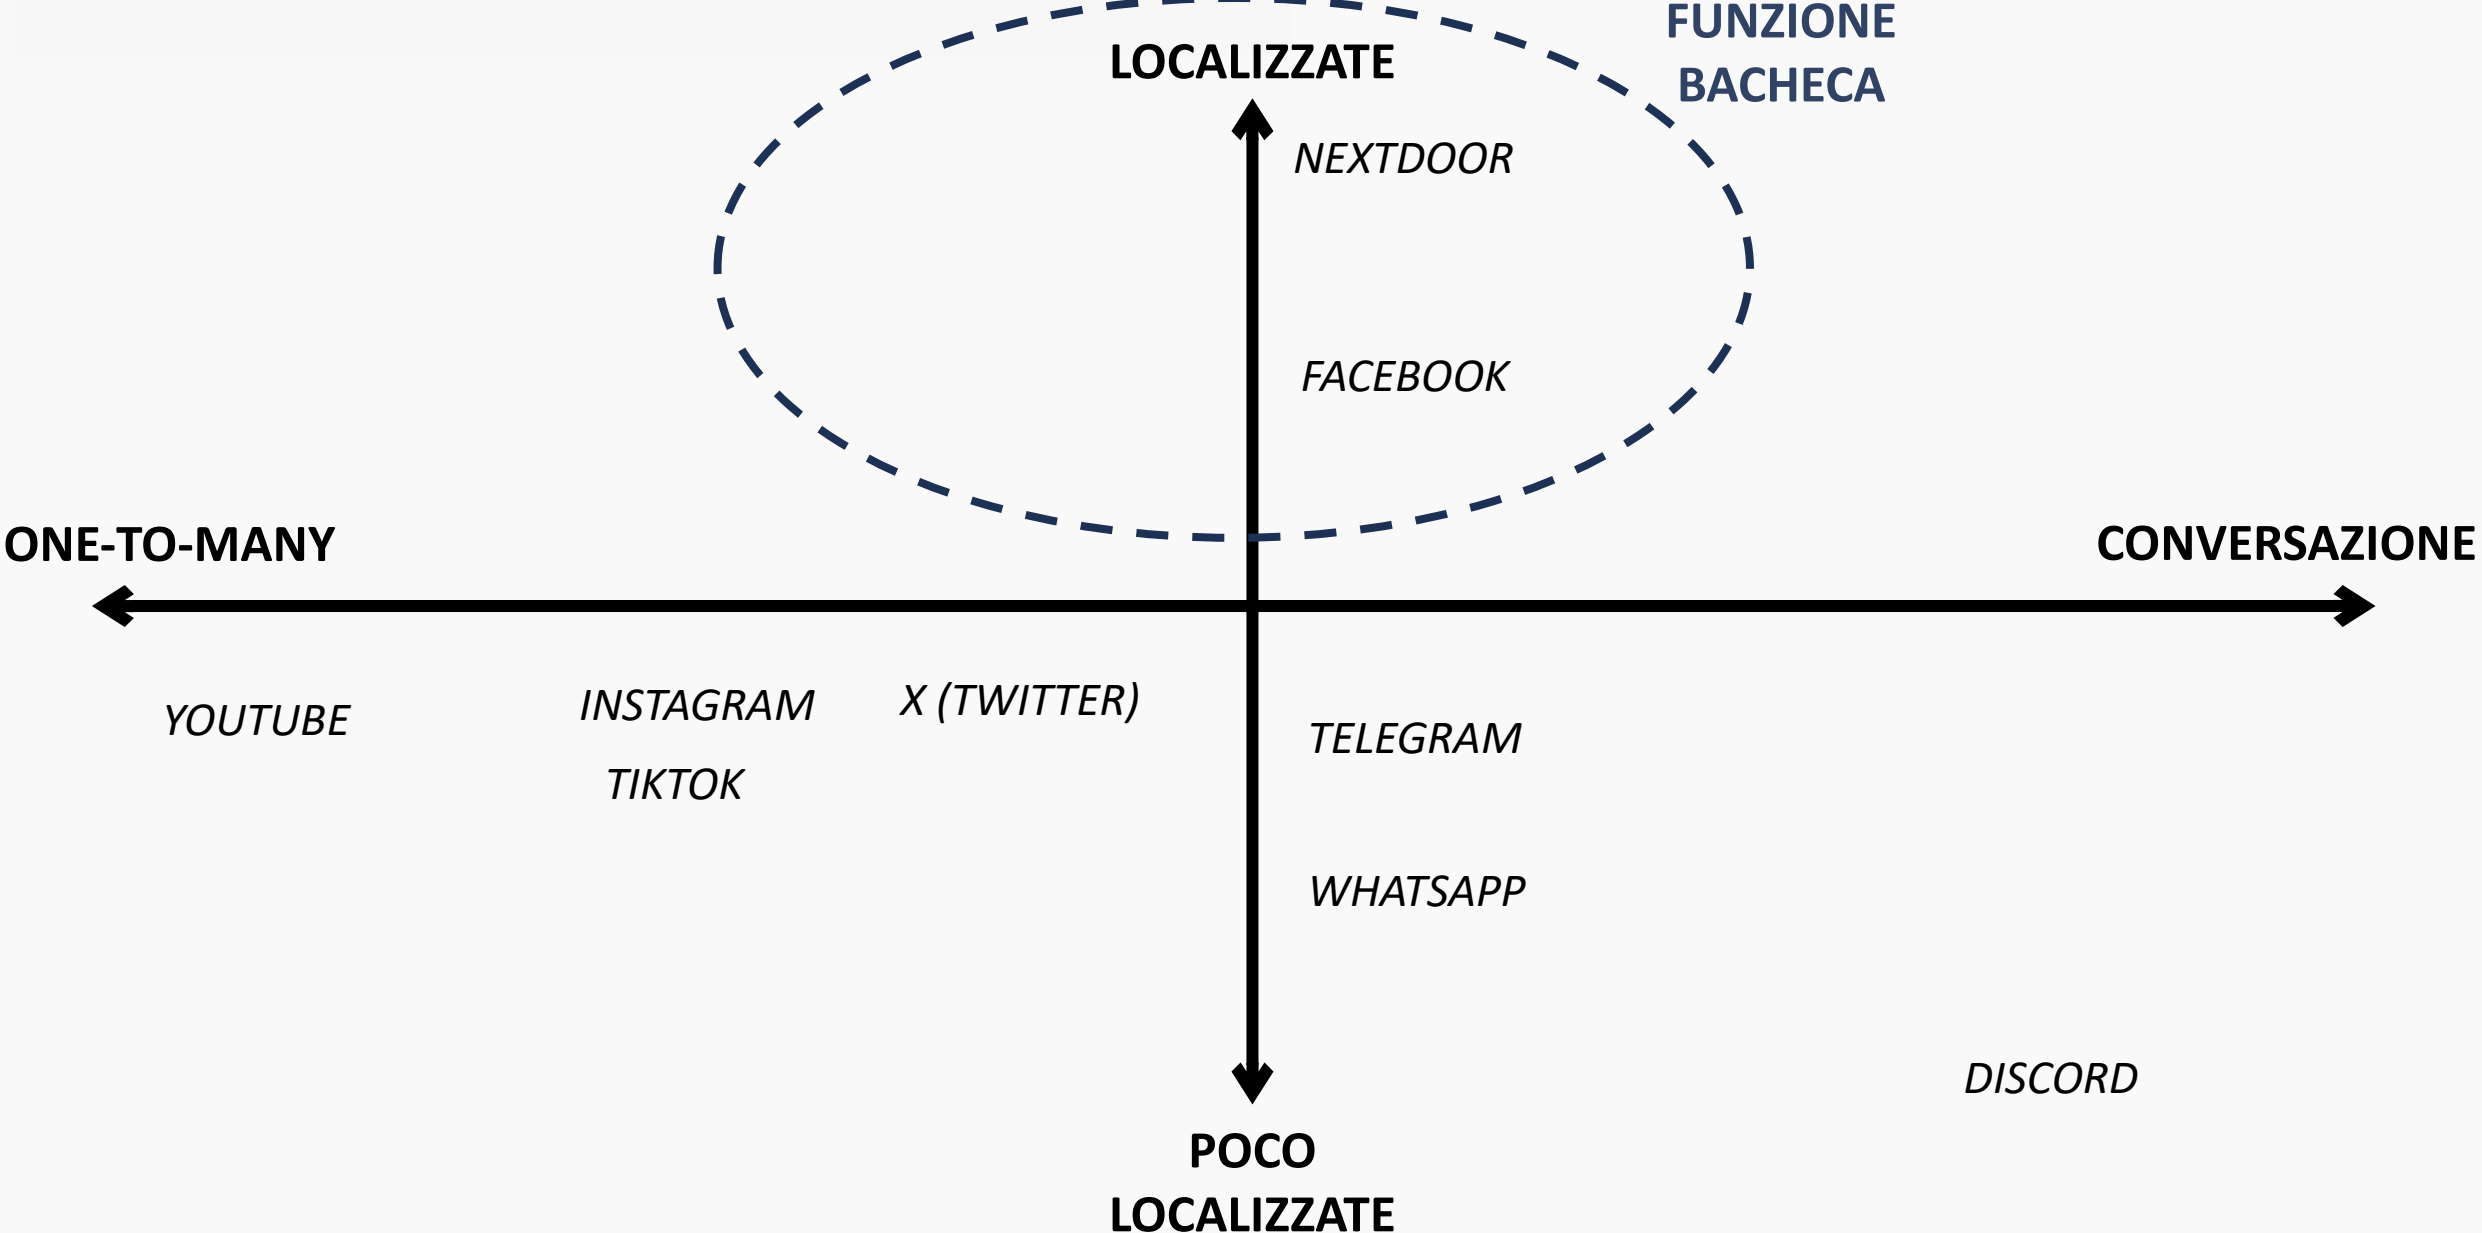 FUNZIONE
BACHECA
LOCALIZZATE
NEXTDOOR
FACEBOOK
ONE-TO-MANY
CONVERSAZIONE
YOUTUBE
INSTAGRAM
X (TWITTER)
TIKTOK
TELEGRAM
WHATSAPP
DISCORD
POCO
LOCALIZZATE